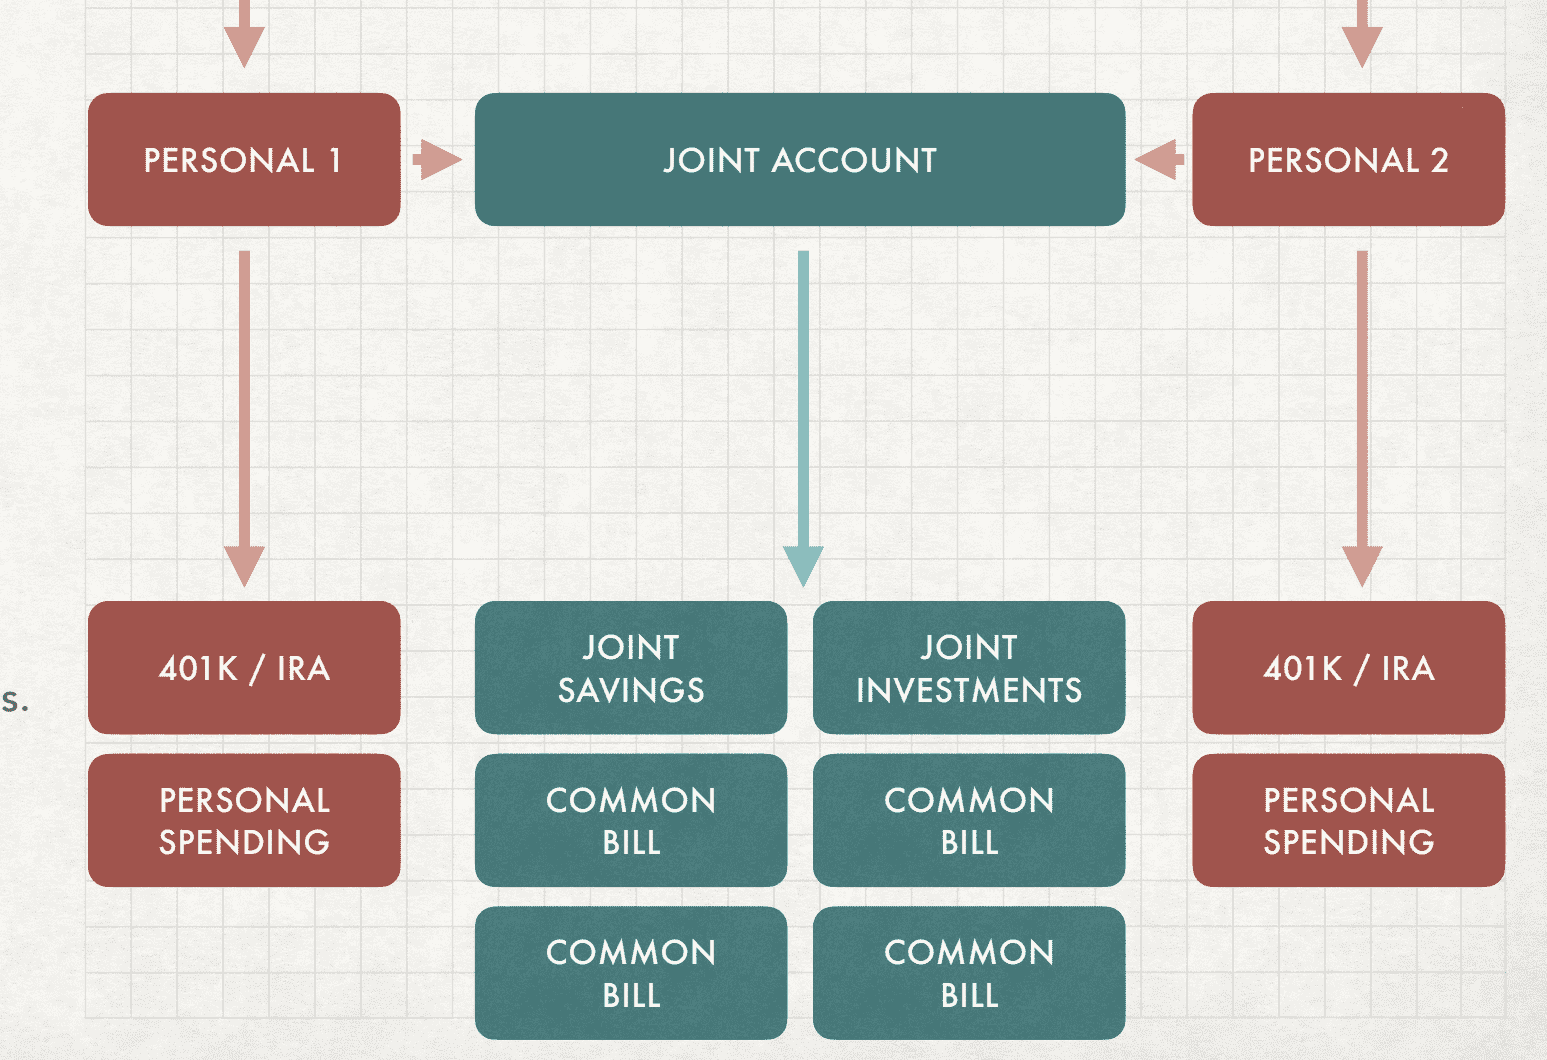 PERSONAL 1
JOINT ACCOUNT
PERSONAL 2
401K / IRA
JOINT
SAVINGS
JOINT
INVESTMENTS
401K / IRA
s.
PERSONAL
SPENDING
COMMON
BILL
COMMON
BILL
PERSONAL
SPENDING
COMMON
BILL
COMMON
BILL